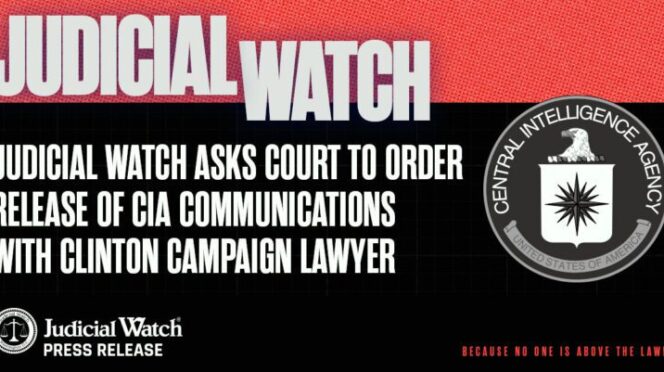 JUDICIAL
WATCH
JUDICIAL WATCH ASKS COURT TO ORDER
RELEASE OF CIA COMMUNICATIONS
WITH CLINTON CAMPAIGN LAWYER
CENTRAL INTELLIGENCE AGENCY
UNITED STATES OF AMERICA
Judicial Watch®
PRESS RELEASE
BECAUSE NO ONE IS ABOVE THE LAW